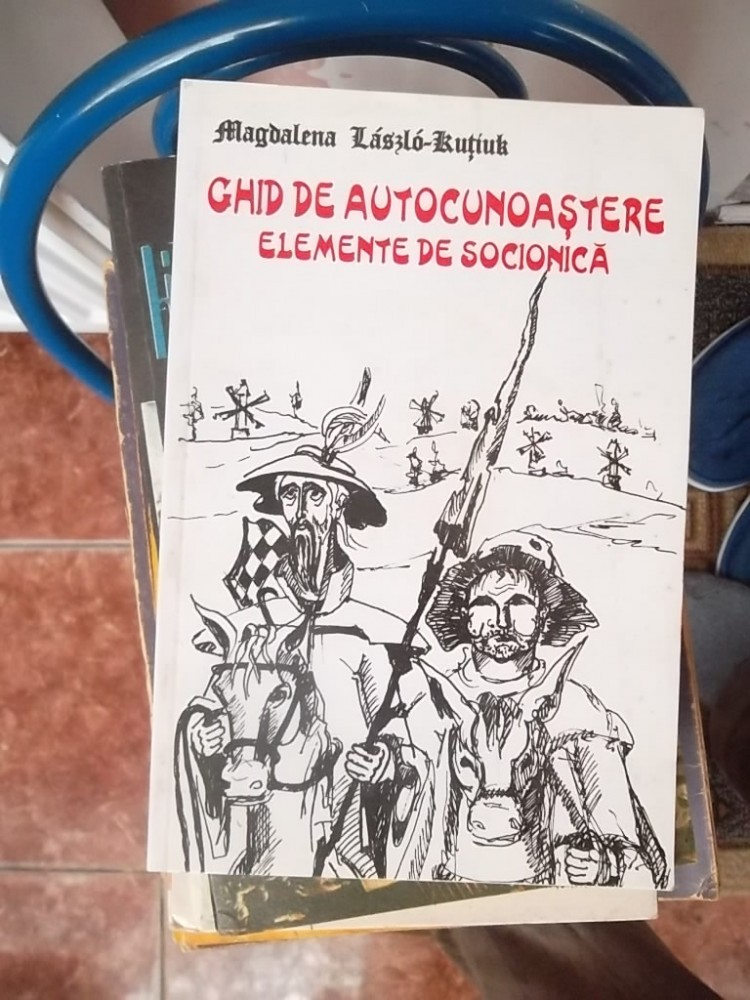 Magdalena László-Kuțiuk
GHID DE AUTOCUNOAȘTERE
ELEMENTE DE SOCIONICĂ